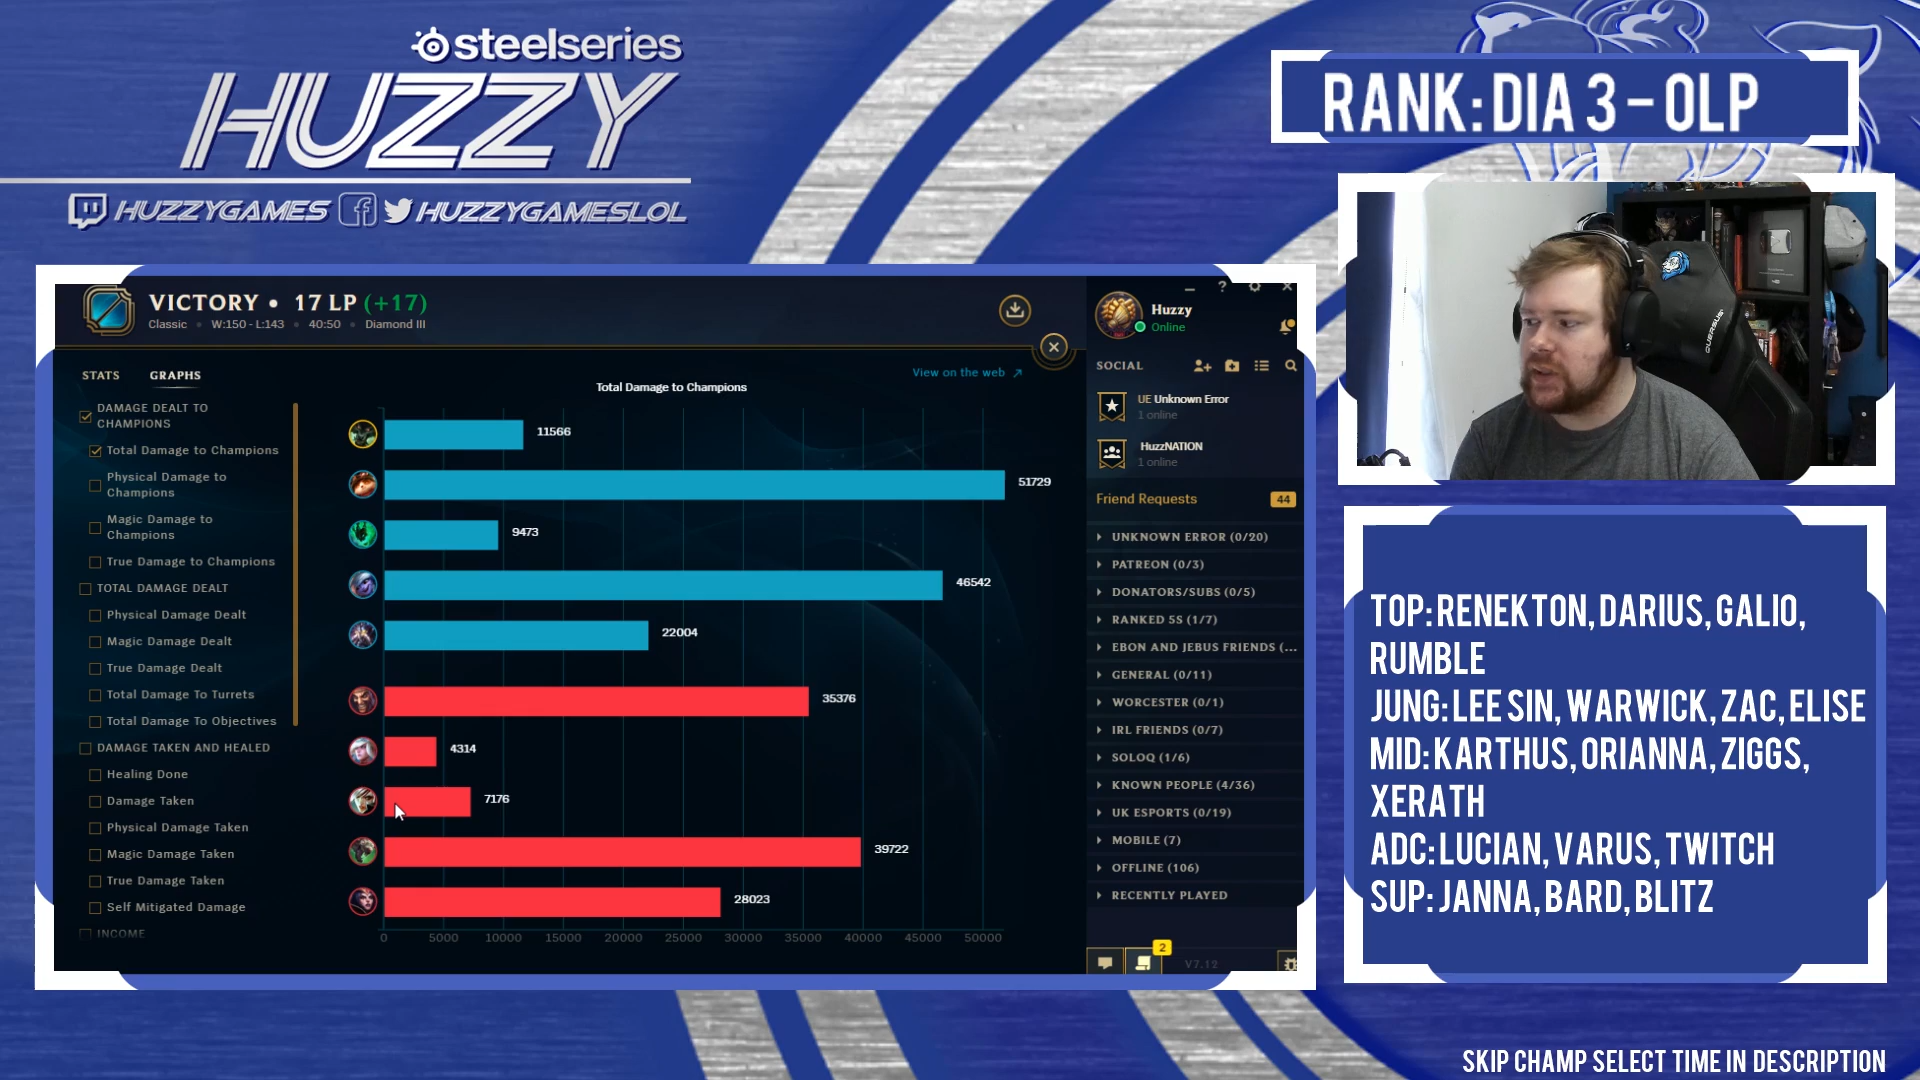 steelseries
HUZZY
HUZZYGAMES HUZZYGAMESLOL
RANK: DIA 3 - 0LP
VICTORY • 17 LP (+17)
Classic • W:150 - L:143 • 40:50 • Diamond III
STATS GRAPHS
View on the web
Total Damage to Champions
DAMAGE DEALT TO
CHAMPIONS
Total Damage to Champions
Physical Damage to
Champions
Magic Damage to
Champions
True Damage to Champions
TOTAL DAMAGE DEALT
Physical Damage Dealt
Magic Damage Dealt
True Damage Dealt
Total Damage To Turrets
Total Damage To Objectives
DAMAGE TAKEN AND HEALED
Healing Done
Damage Taken
Physical Damage Taken
Magic Damage Taken
True Damage Taken
Self Mitigated Damage
INCOME
11566
51729
9473
46542
22004
35376
4314
7176
39722
28023
0 5000 10000 15000 20000 25000 30000 35000 40000 45000 50000
Huzzy
Online
SOCIAL
UE Unknown Error
1 online
HuzzNATION
1 online
Friend Requests 44
UNKNOWN ERROR (0/20)
PATREON (0/3)
DONATORS/SUBS (0/5)
RANKED 5S (1/7)
EBON AND JEBUS FRIENDS (...
GENERAL (0/11)
WORCESTER (0/1)
IRL FRIENDS (0/7)
SOLOQ (1/6)
KNOWN PEOPLE (4/36)
UK ESPORTS (0/19)
MOBILE (7)
OFFLINE (106)
RECENTLY PLAYED
2
V7.12
QUERSUS
TOP: RENEKTON, DARIUS, GALIO,
RUMBLE
JUNG: LEE SIN, WARWICK, ZAC, ELISE
MID: KARTHUS, ORIANNA, ZIGGS,
XERATH
ADC: LUCIAN, VARUS, TWITCH
SUP: JANNA, BARD, BLITZ
SKIP CHAMP SELECT TIME IN DESCRIPTION